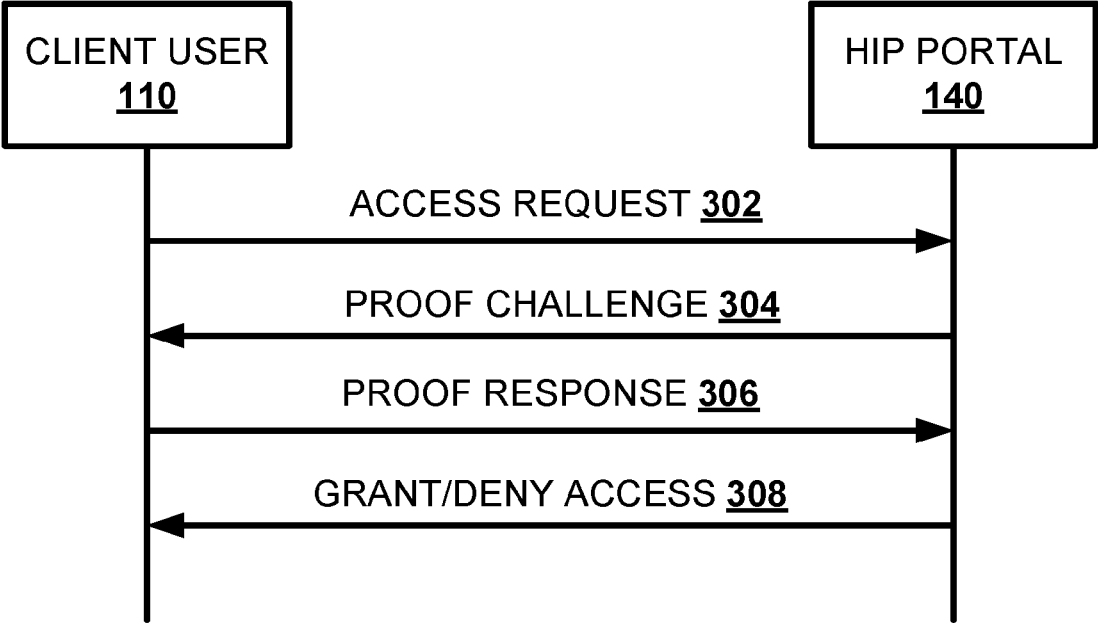 CLIENT USER
110
HIP PORTAL
140
ACCESS REQUEST 302
PROOF CHALLENGE 304
PROOF RESPONSE 306
GRANT/DENY ACCESS 308